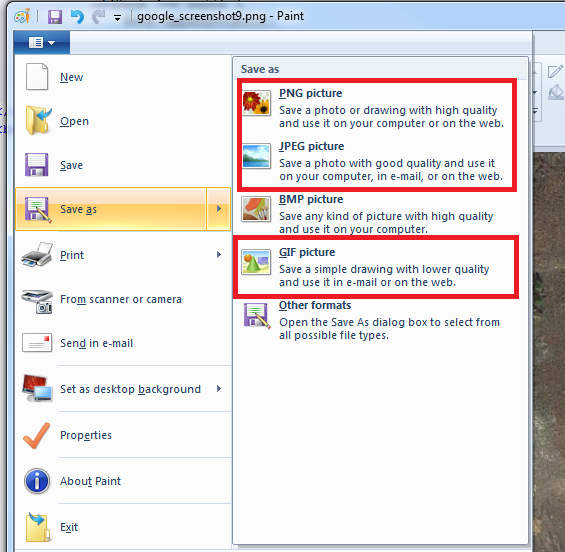 google_screenshot9.png - Paint
New
Open
Save
Save as
Print
From scanner or camera
Send in e-mail
Set as desktop background
Properties
About Paint
Exit
Save as
PNG picture
Save a photo or drawing with high quality
and use it on your computer or on the web.
JPEG picture
Save a photo with good quality and use it
on your computer, in e-mail, or on the web.
BMP picture
Save any kind of picture with high quality
and use it on your computer.
GIF picture
Save a simple drawing with lower quality
and use it in e-mail or on the web.
Other formats
Open the Save As dialog box to select from
all possible file types.